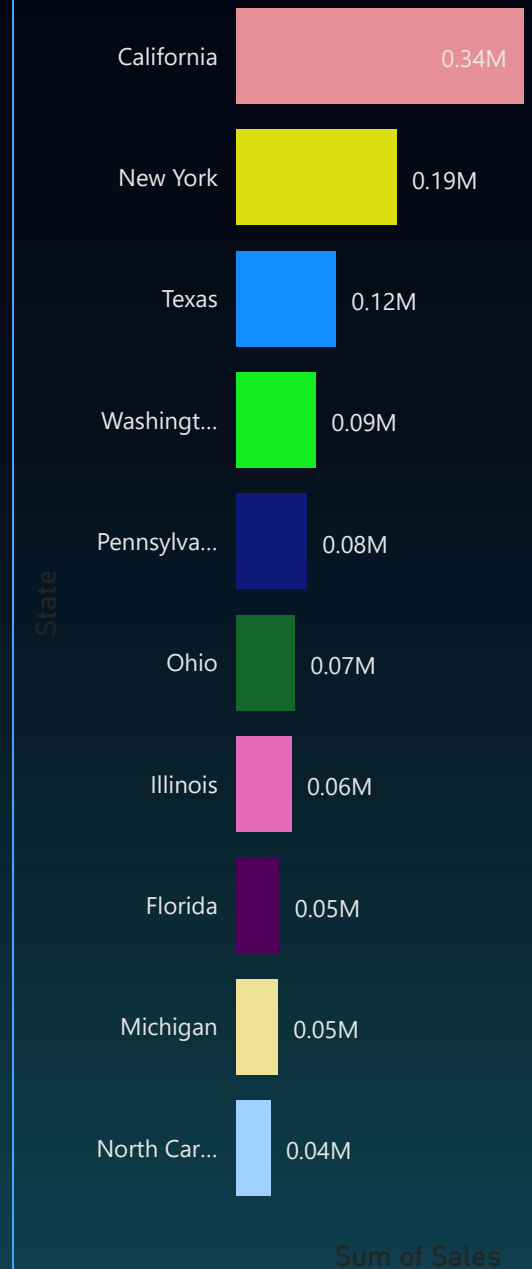 California 0.34M
New York 0.19M
Texas 0.12M
Washingt... 0.09M
Pennsylva... 0.08M
State
Ohio 0.07M
Illinois 0.06M
Florida 0.05M
Michigan 0.05M
North Car... 0.04M
Sum of Sales